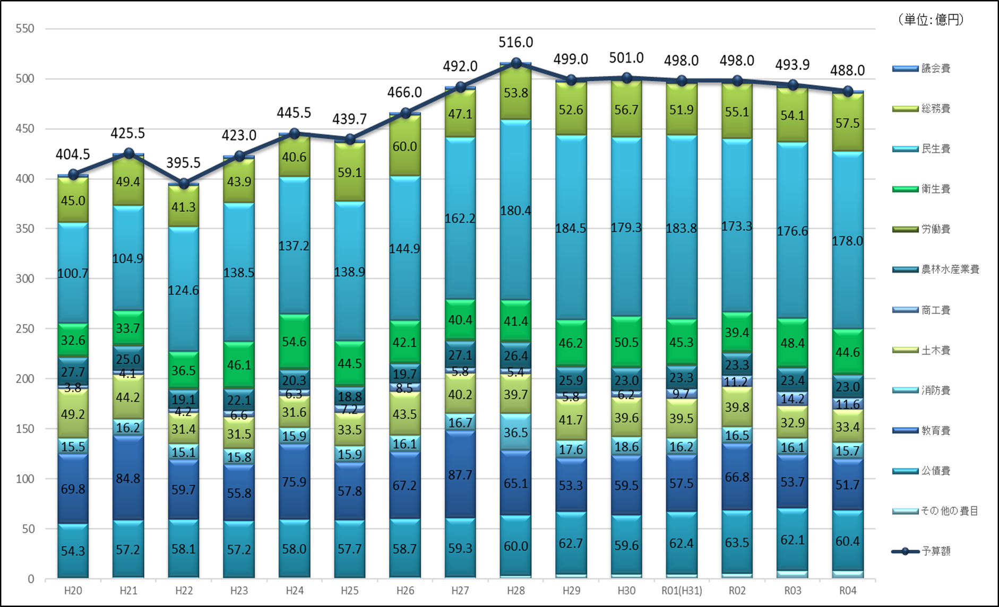 （単位：億円）
550
500
450
400
350
300
250
200
150
100
50
0
404.5 425.5 395.5 423.0 445.5 439.7 466.0 492.0 516.0 499.0 501.0 498.0 498.0 493.9 488.0
45.0 49.4 41.3 43.9 40.6 59.1 60.0 47.1 53.8 52.6 56.7 51.9 55.1 54.1 57.5
100.7 104.9 124.6 138.5 137.2 138.9 144.9 162.2 180.4 184.5 179.3 183.8 173.3 176.6 178.0
32.6 33.7 36.5 46.1 54.6 44.5 42.1 40.4 41.4 46.2 50.5 45.3 39.4 48.4 44.6
27.7 25.0 19.1 22.1 20.3 18.8 19.7 27.1 26.4 25.9 23.0 23.3 23.3 23.4 23.0
3.8 4.1 4.2 6.6 6.3 7.2 8.5 5.8 5.4 5.8 6.2 9.7 11.2 14.2 11.6
49.2 44.2 31.4 31.5 31.6 33.5 43.5 40.2 39.7 41.7 39.6 39.5 39.8 32.9 33.4
15.5 16.2 15.1 15.8 15.9 15.9 16.1 16.7 36.5 17.6 18.6 16.2 16.5 16.1 15.7
69.8 84.8 59.7 55.8 75.9 57.8 67.2 87.7 65.1 53.3 59.5 57.5 66.8 53.7 51.7
54.3 57.2 58.1 57.2 58.0 57.7 58.7 59.3 60.0 62.7 59.6 62.4 63.5 62.1 60.4
H20 H21 H22 H23 H24 H25 H26 H27 H28 H29 H30 R01(H31) R02 R03 R04
議会費
総務費
民生費
衛生費
労働費
農林水産業費
商工費
土木費
消防費
教育費
公債費
その他の費目
予算額